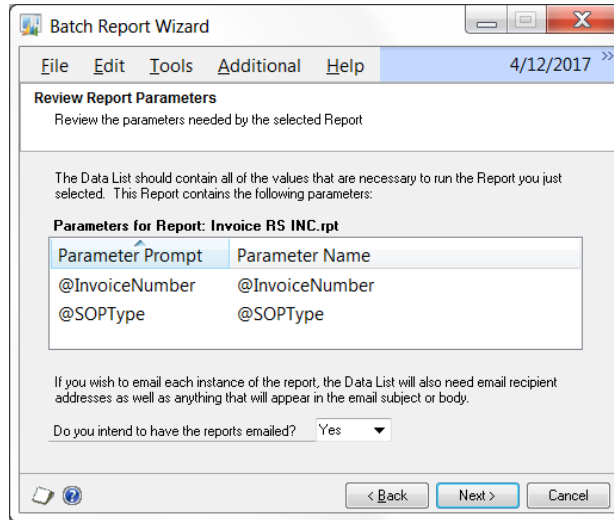 Batch Report Wizard
File Edit Tools Additional Help 4/12/2017 »
Review Report Parameters
Review the parameters needed by the selected Report
The Data List should contain all of the values that are necessary to run the Report you just
selected. This Report contains the following parameters:
Parameters for Report: Invoice RS INC.rpt
Parameter Prompt Parameter Name
@InvoiceNumber @InvoiceNumber
@SOPType @SOPType
If you wish to email each instance of the report, the Data List will also need email recipient
addresses as well as anything that will appear in the email subject or body.
Do you intend to have the reports emailed? Yes
< Back Next > Cancel